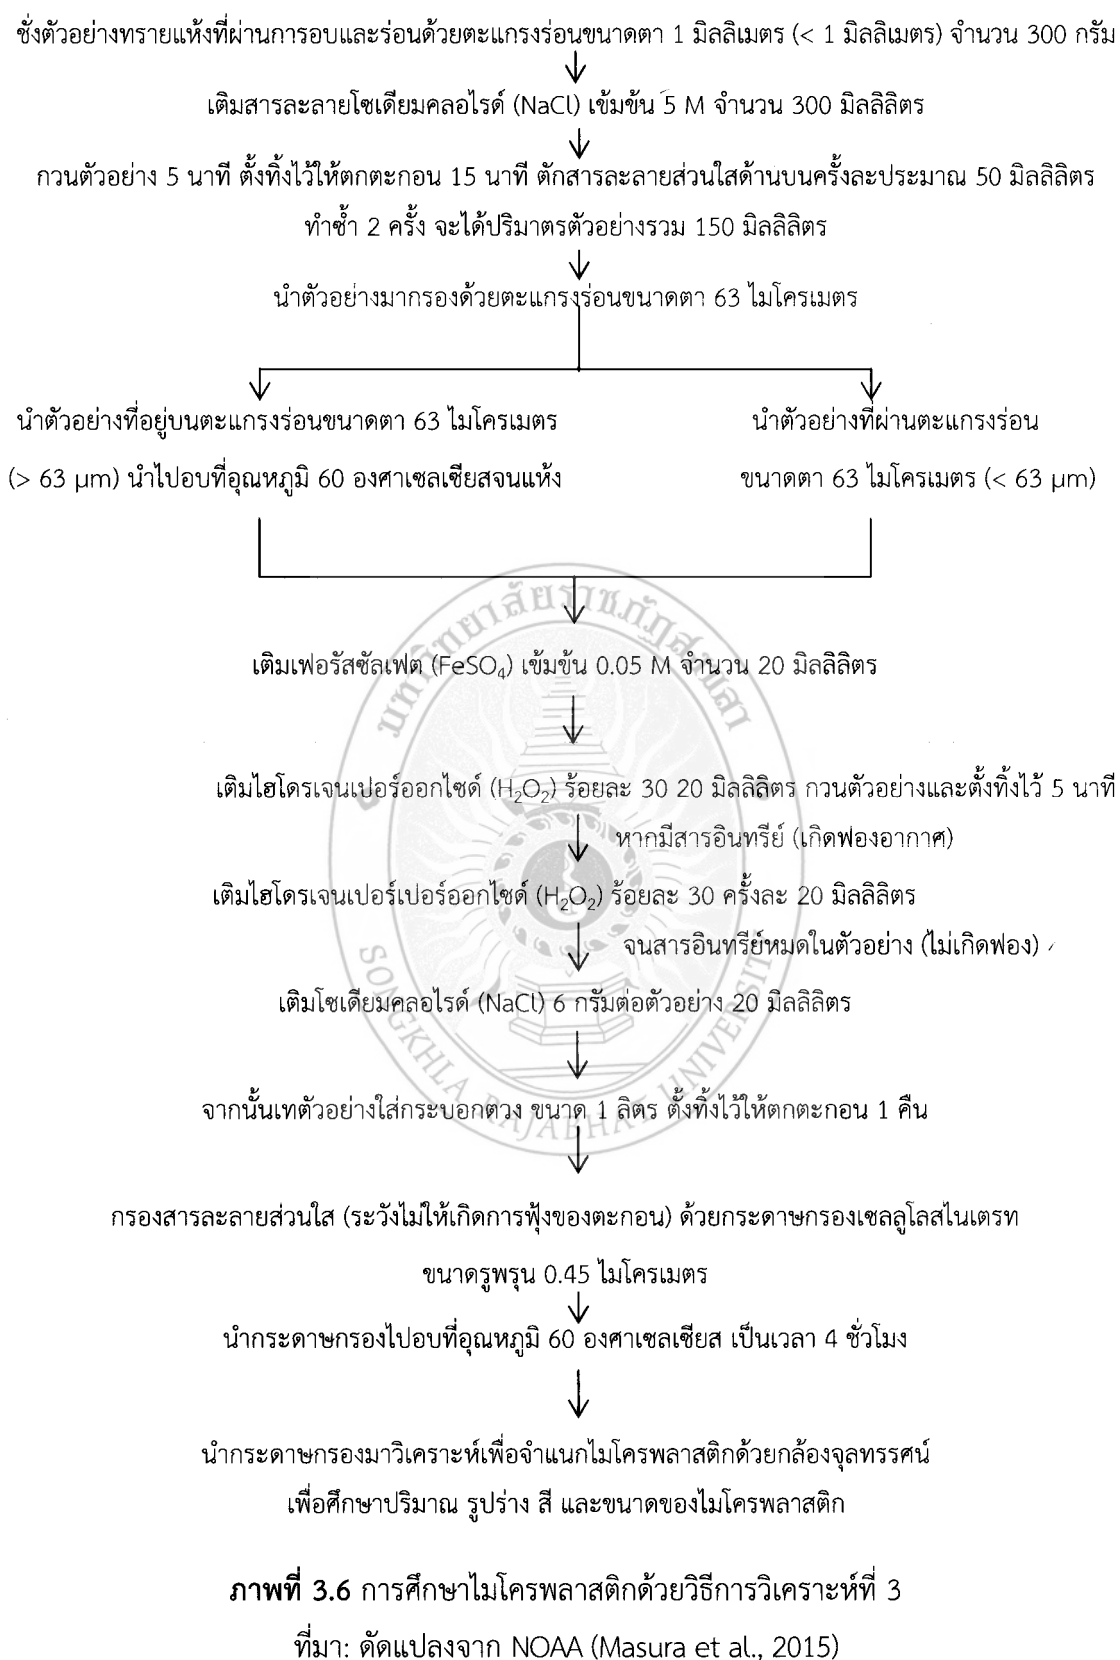 ชั่งตัวอย่างทรายแห้งที่ผ่านการอบและร่อนด้วยตะแกรงร่อนขนาดตา 1 มิลลิเมตร (< 1 มิลลิเมตร) จำนวน 300 กรัม
เติมสารละลายโซเดียมคลอไรด์ (NaCl) เข้มข้น 5 M จำนวน 300 มิลลิลิตร
กวนตัวอย่าง 5 นาที ตั้งทิ้งไว้ให้ตกตะกอน 15 นาที ตักสารละลายส่วนใสด้านบนครั้งละประมาณ 50 มิลลิลิตร
ทำซ้ำ 2 ครั้ง จะได้ปริมาตรตัวอย่างรวม 150 มิลลิลิตร
นำตัวอย่างมากรองด้วยตะแกรงร่อนขนาดตา 63 ไมโครเมตร
นำตัวอย่างที่อยู่บนตะแกรงร่อนขนาดตา 63 ไมโครเมตร
(> 63 µm) นำไปอบที่อุณหภูมิ 60 องศาเซลเซียสจนแห้ง
นำตัวอย่างที่ผ่านตะแกรงร่อน
ขนาดตา 63 ไมโครเมตร (< 63 µm)
มหาวิทยาลัยราชภัฏสงขลา
เติมเฟอรัสซัลเฟต (FeSO₄) เข้มข้น 0.05 M จำนวน 20 มิลลิลิตร
เติมไฮโดรเจนเปอร์ออกไซด์ (H₂O₂) ร้อยละ 30 20 มิลลิลิตร กวนตัวอย่างและตั้งทิ้งไว้ 5 นาที
หากมีสารอินทรีย์ (เกิดฟองอากาศ)
เติมไฮโดรเจนเปอร์เปอร์ออกไซด์ (H₂O₂) ร้อยละ 30 ครั้งละ 20 มิลลิลิตร
จนสารอินทรีย์หมดในตัวอย่าง (ไม่เกิดฟอง)
เติมโซเดียมคลอไรด์ (NaCl) 6 กรัมต่อตัวอย่าง 20 มิลลิลิตร
SONGKHLA RAJABHAT UNIVERSITY
จากนั้นเทตัวอย่างใส่กระบอกตวง ขนาด 1 ลิตร ตั้งทิ้งไว้ให้ตกตะกอน 1 คืน
กรองสารละลายส่วนใส (ระวังไม่ให้เกิดการฟุ้งของตะกอน) ด้วยกระดาษกรองเซลลูโลสไนเตรท
ขนาดรูพรุน 0.45 ไมโครเมตร
นำกระดาษกรองไปอบที่อุณหภูมิ 60 องศาเซลเซียส เป็นเวลา 4 ชั่วโมง
นำกระดาษกรองมาวิเคราะห์เพื่อจำแนกไมโครพลาสติกด้วยกล้องจุลทรรศน์
เพื่อศึกษาปริมาณ รูปร่าง สี และขนาดของไมโครพลาสติก
ภาพที่ 3.6 การศึกษาไมโครพลาสติกด้วยวิธีการวิเคราะห์ที่ 3
ที่มา: ดัดแปลงจาก NOAA (Masura et al., 2015)